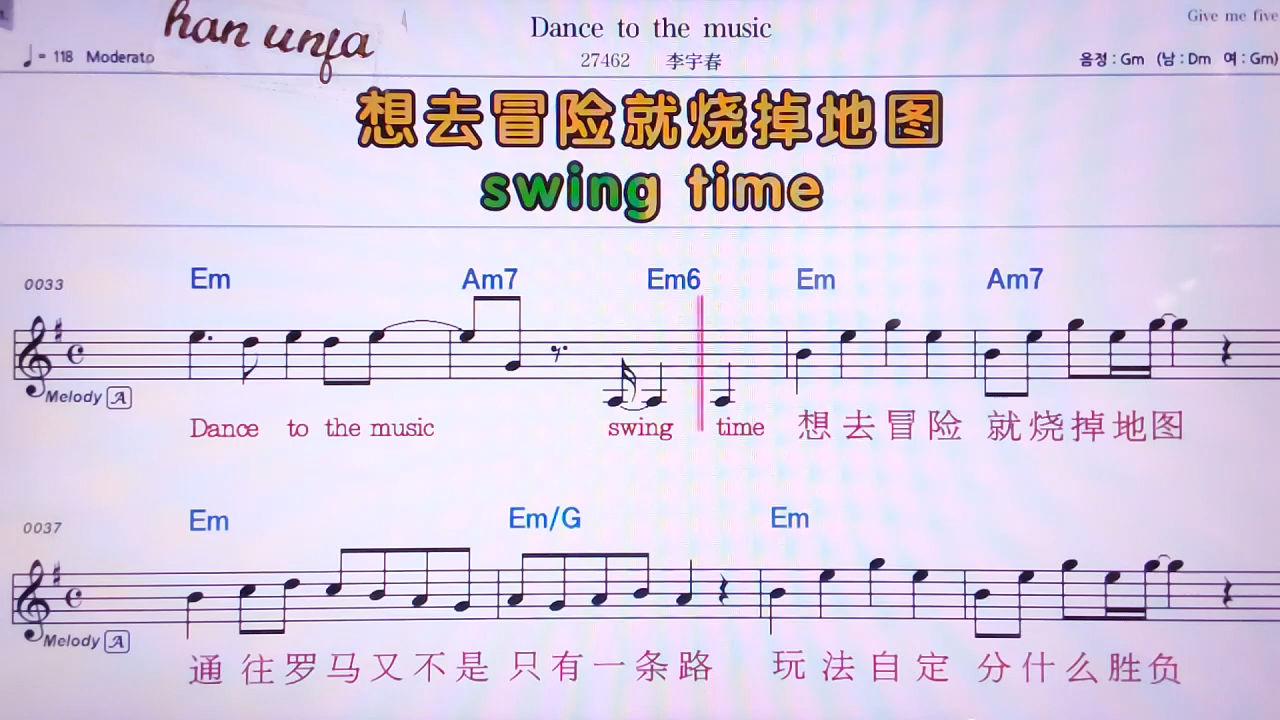 han unfa
Dance to the music
Give me five
♩= 118 Moderato
27462 李宇春
음정 : Gm (남 : Dm 여 : Gm)
想去冒险就烧掉地图
swing time
0033
Em Am7 Em6 Em Am7
Melody A
Dance to the music swing time 想去冒险 就烧掉地图
0037
Em Em/G Em
Melody A
通往罗马又不是 只有一条路 玩法自定 分什么胜负